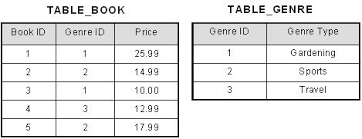 TABLE_BOOK
Book ID Genre ID Price
1 1 25.99
2 2 14.99
3 1 10.00
4 3 12.99
5 2 17.99
TABLE_GENRE
Genre ID Genre Type
1 Gardening
2 Sports
3 Travel